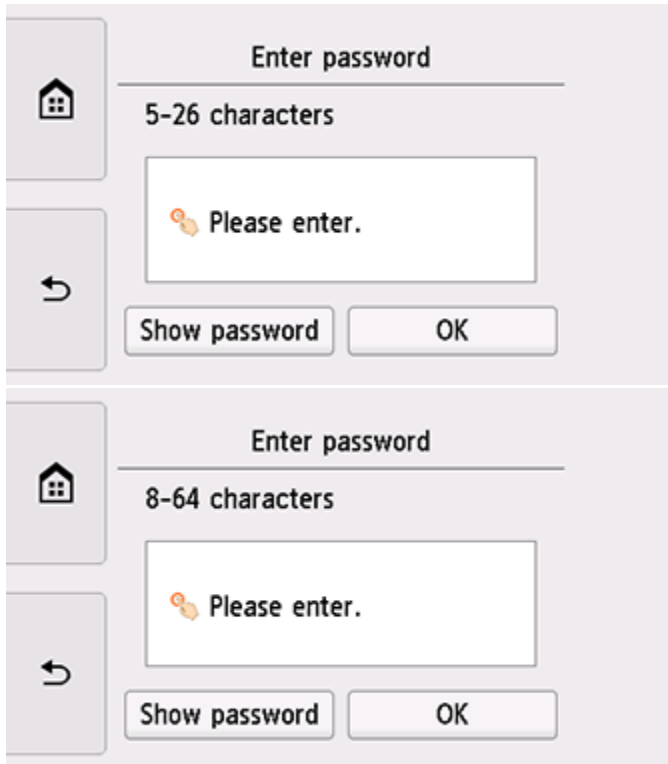 Enter password
5-26 characters
Please enter.
Show password OK
Enter password
8-64 characters
Please enter.
Show password OK